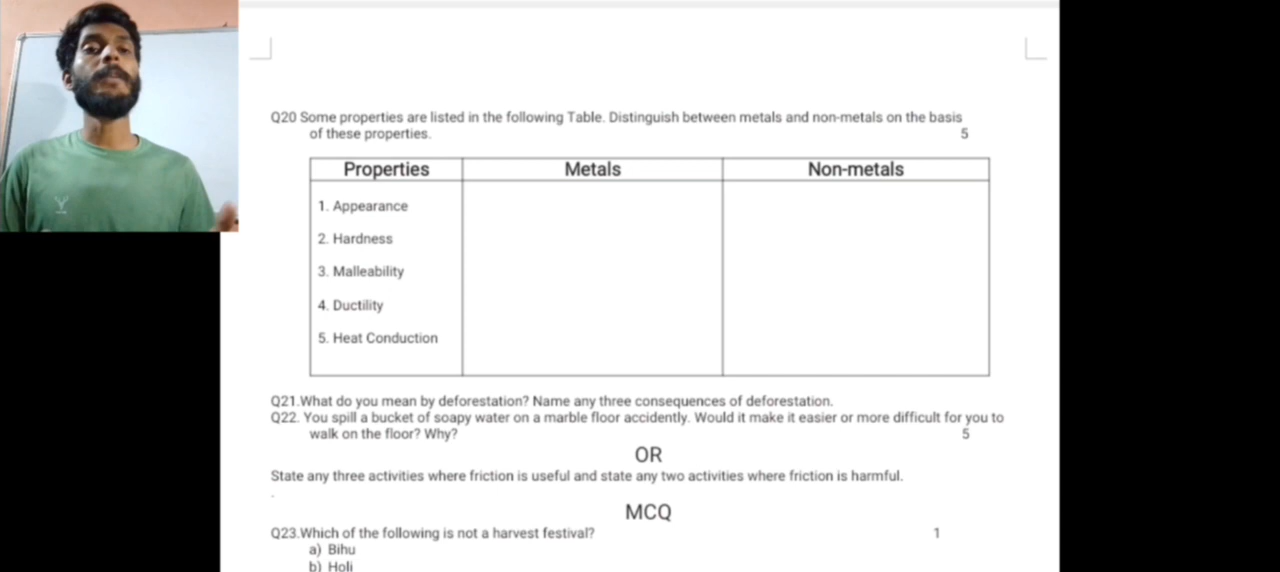 Q20 Some properties are listed in the following Table. Distinguish between metals and non-metals on the basis
of these properties. 5
Properties Metals Non-metals
1. Appearance
2. Hardness
3. Malleability
4. Ductility
5. Heat Conduction
Q21.What do you mean by deforestation? Name any three consequences of deforestation.
Q22. You spill a bucket of soapy water on a marble floor accidently. Would it make it easier or more difficult for you to
walk on the floor? Why? 5
OR
State any three activities where friction is useful and state any two activities where friction is harmful.
MCQ
Q23.Which of the following is not a harvest festival? 1
a) Bihu
b) Holi